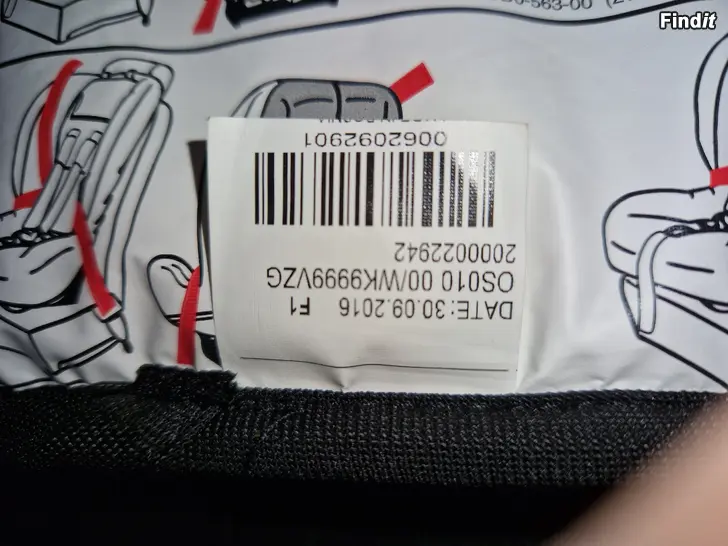 Findit
DATE: 30.09.2016 F1
OS010 00/WK9999VZG
2000022942
0062092901